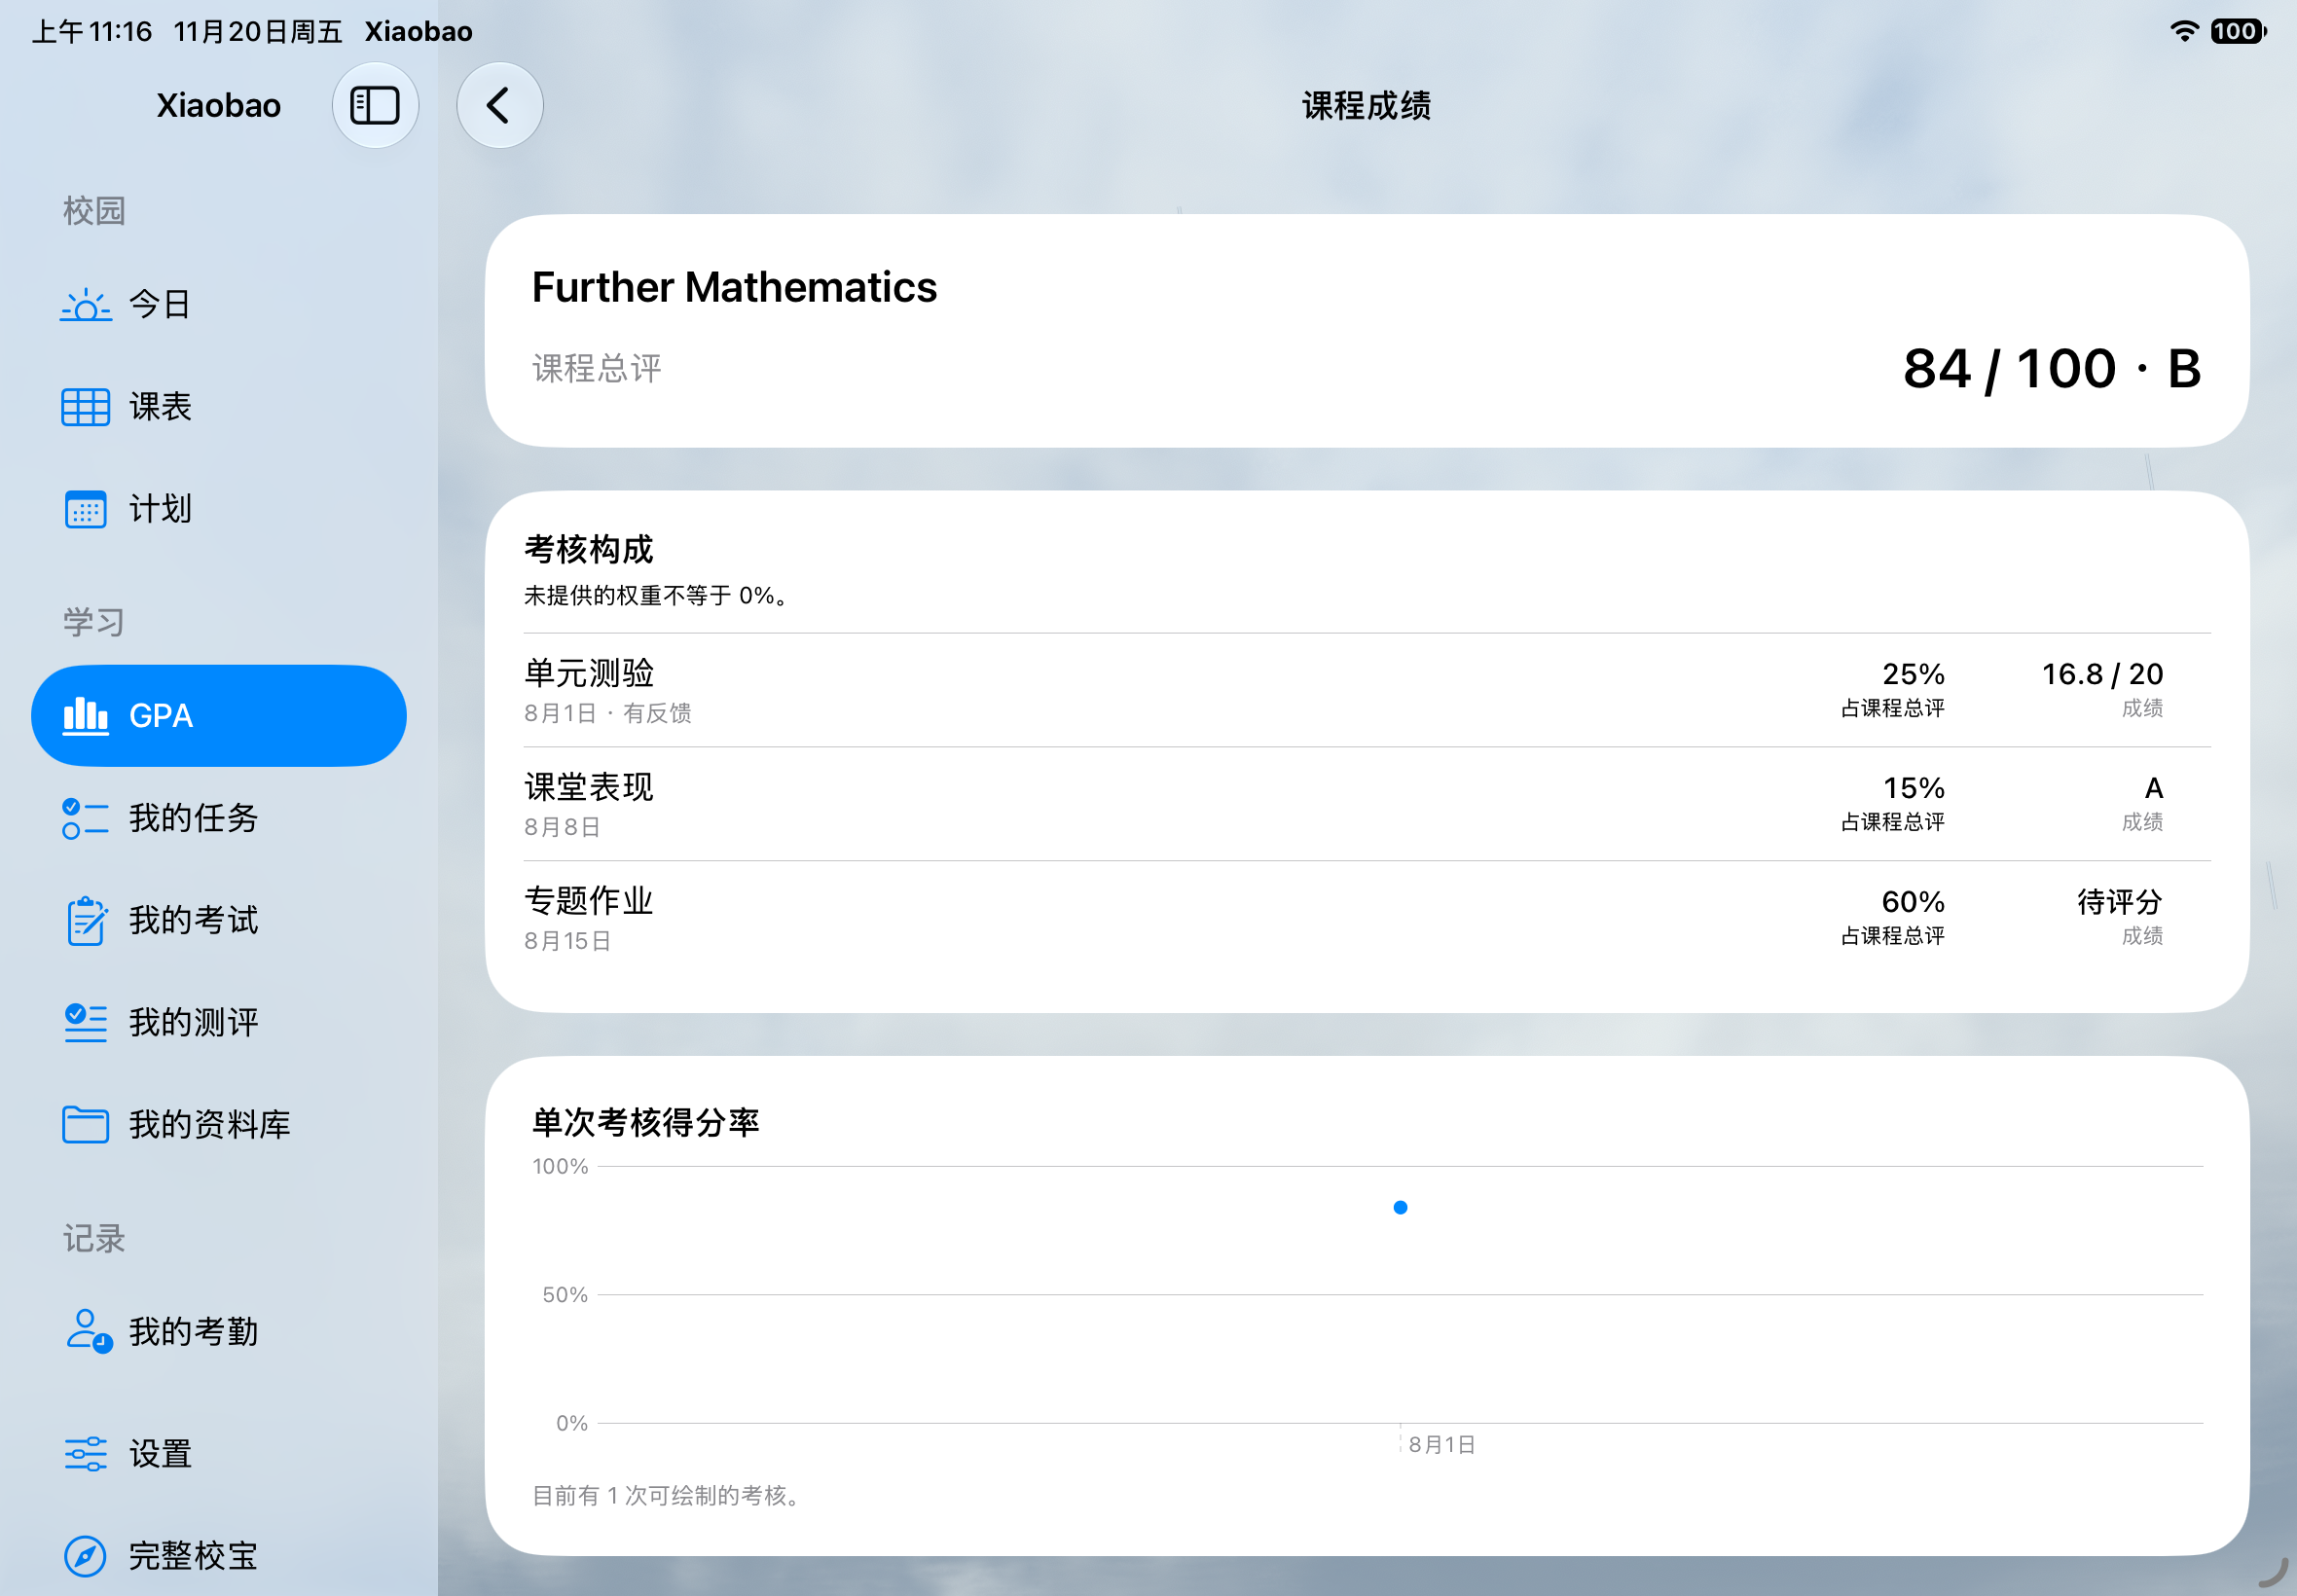 上午11:16 11月20日周五 Xiaobao
100
Xiaobao
课程成绩
校园
今日
课表
计划
学习
GPA
我的任务
我的考试
我的测评
我的资料库
记录
我的考勤
设置
完整校宝
Further Mathematics
课程总评
84 / 100 · B
考核构成
未提供的权重不等于 0%。
单元测验
8月1日 · 有反馈
25%
占课程总评
16.8 / 20
成绩
课堂表现
8月8日
15%
占课程总评
A
成绩
专题作业
8月15日
60%
占课程总评
待评分
成绩
单次考核得分率
100%
50%
0%
8月1日
目前有 1 次可绘制的考核。